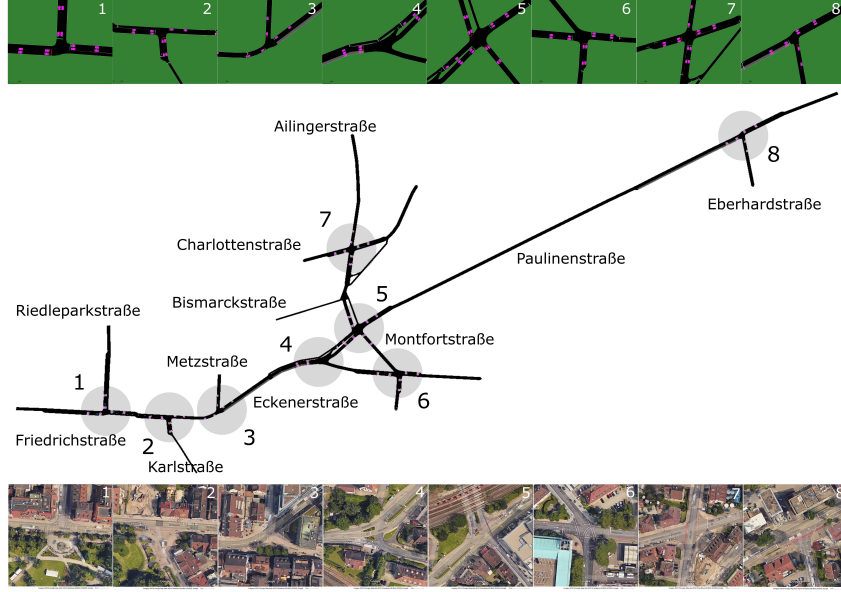 1 2 3 4 5 6 7 8
Ailingerstraße
8
Eberhardstraße
7
Charlottenstraße
Paulinenstraße
Bismarckstraße
5
Riedleparkstraße
Montfortstraße
4
Metzstraße
1
Eckenerstraße
6
Friedrichstraße
2
3
Karlstraße
1 2 3 4 5 6 7 8